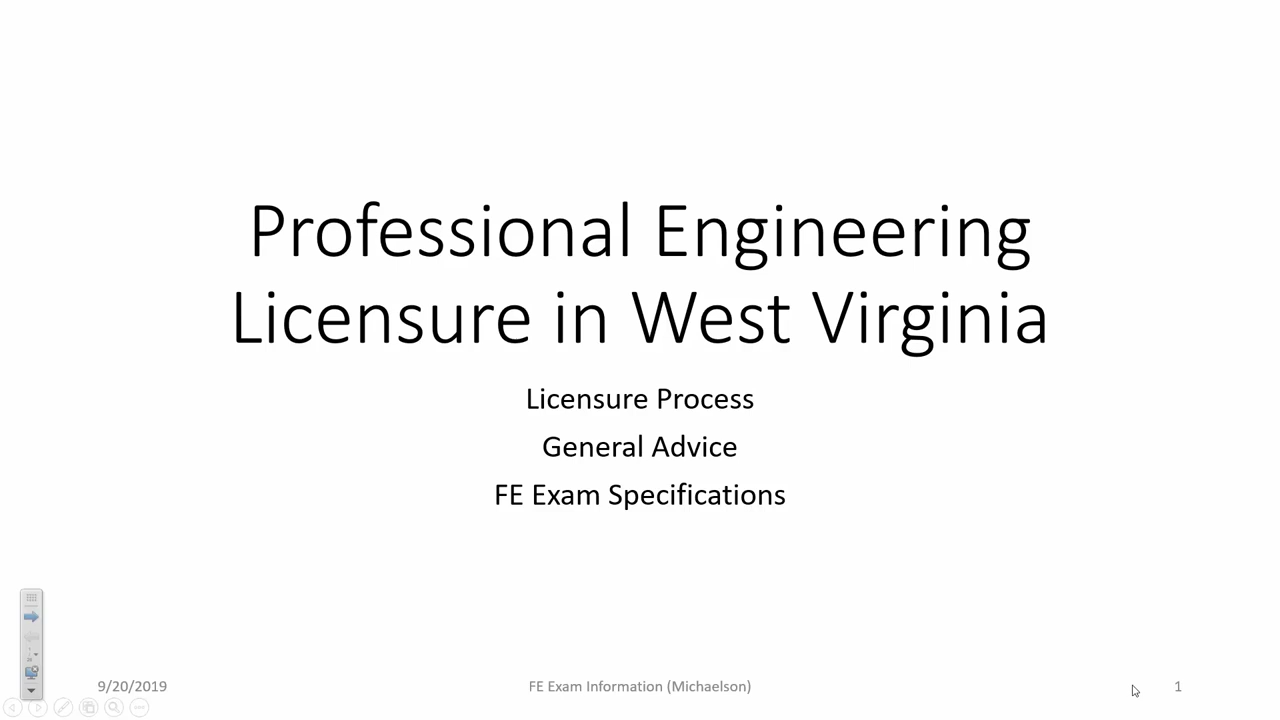 Professional Engineering
Licensure in West Virginia
Licensure Process
General Advice
FE Exam Specifications
9/20/2019
FE Exam Information (Michaelson)
1